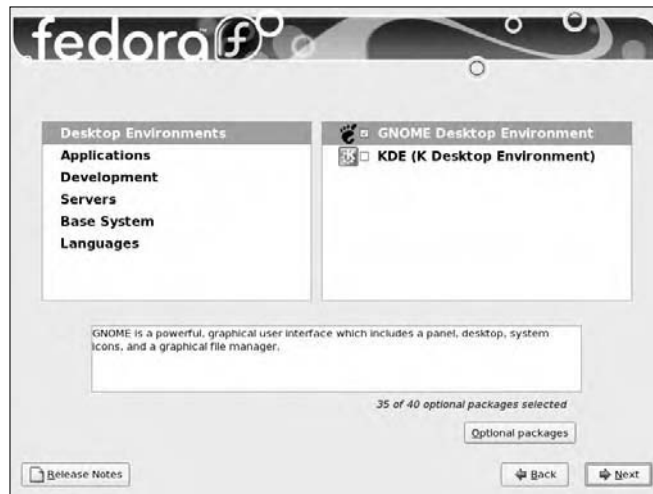 fedora
Desktop Environments
Applications
Development
Servers
Base System
Languages
GNOME Desktop Environment
KDE (K Desktop Environment)
GNOME is a powerful, graphical user interface which includes a panel, desktop, system
icons, and a graphical file manager.
35 of 40 optional packages selected
Optional packages
Release Notes
Back
Next